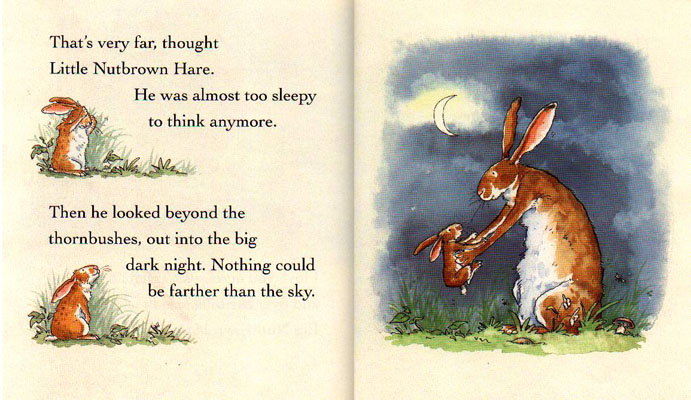 That's very far, thought
Little Nutbrown Hare.
He was almost too sleepy
to think anymore.
Then he looked beyond the
thornbushes, out into the big
dark night. Nothing could
be farther than the sky.